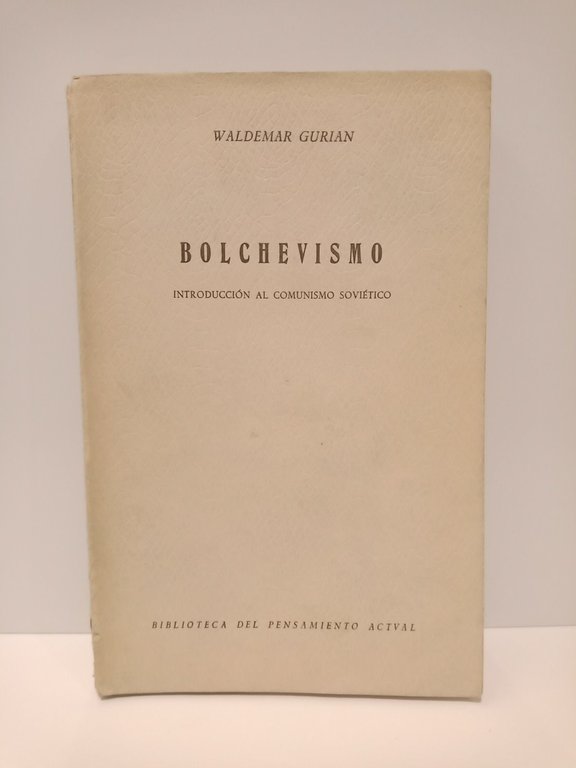 WALDEMAR GURIAN
BOLCHEVISMO
INTRODUCCIÓN AL COMUNISMO SOVIÉTICO
BIBLIOTECA DEL PENSAMIENTO ACTVAL